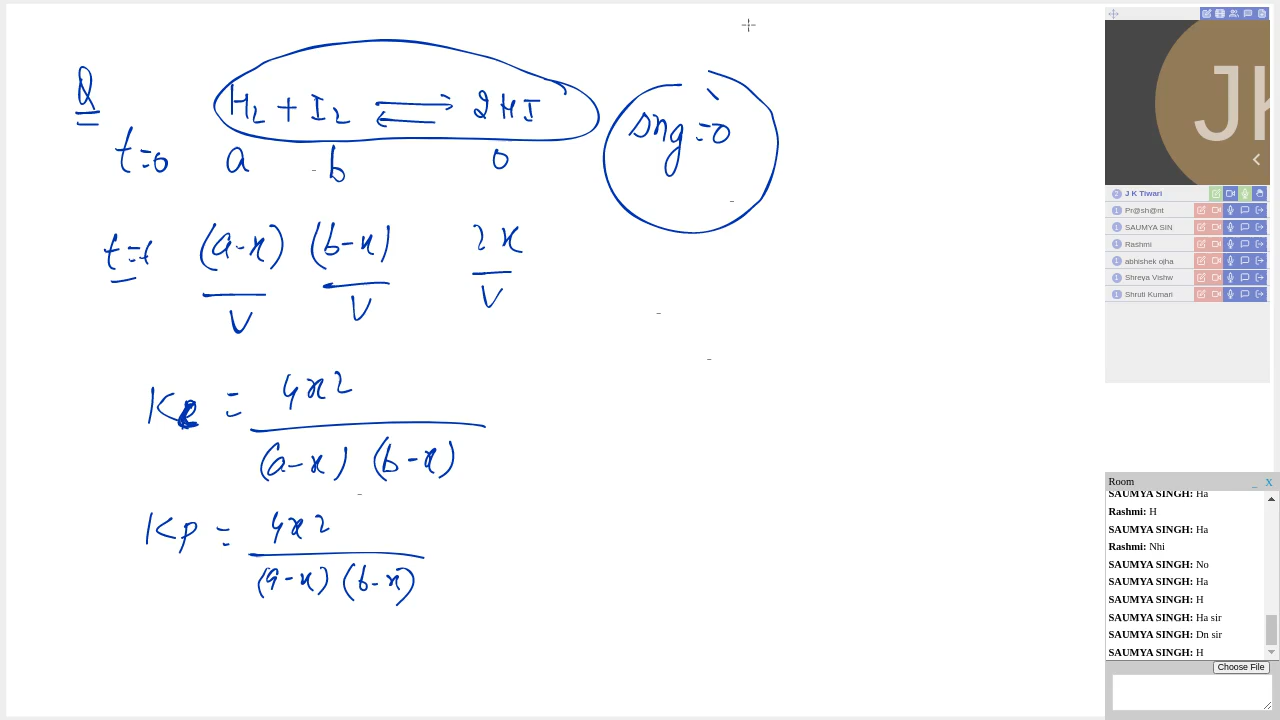 Q
H2 + I2 ⇌ 2HI
Δng = 0
t=0 a b 0
t=t (a-x)/V (b-x)/V 2x/V
Kc = 4x2 / (a-x) (b-x)
Kp = 4x2 / (a-x) (b-x)
JK
J K Tiwari
Pr@sh@nt
SAUMYA SIN
Rashmi
abhishek ojha
Shreya Vishw
Shruti Kumari
Room _ X
SAUMYA SINGH: Ha
Rashmi: H
SAUMYA SINGH: Ha
Rashmi: Nhi
SAUMYA SINGH: No
SAUMYA SINGH: Ha
SAUMYA SINGH: H
SAUMYA SINGH: Ha sir
SAUMYA SINGH: Dn sir
SAUMYA SINGH: H
Choose File